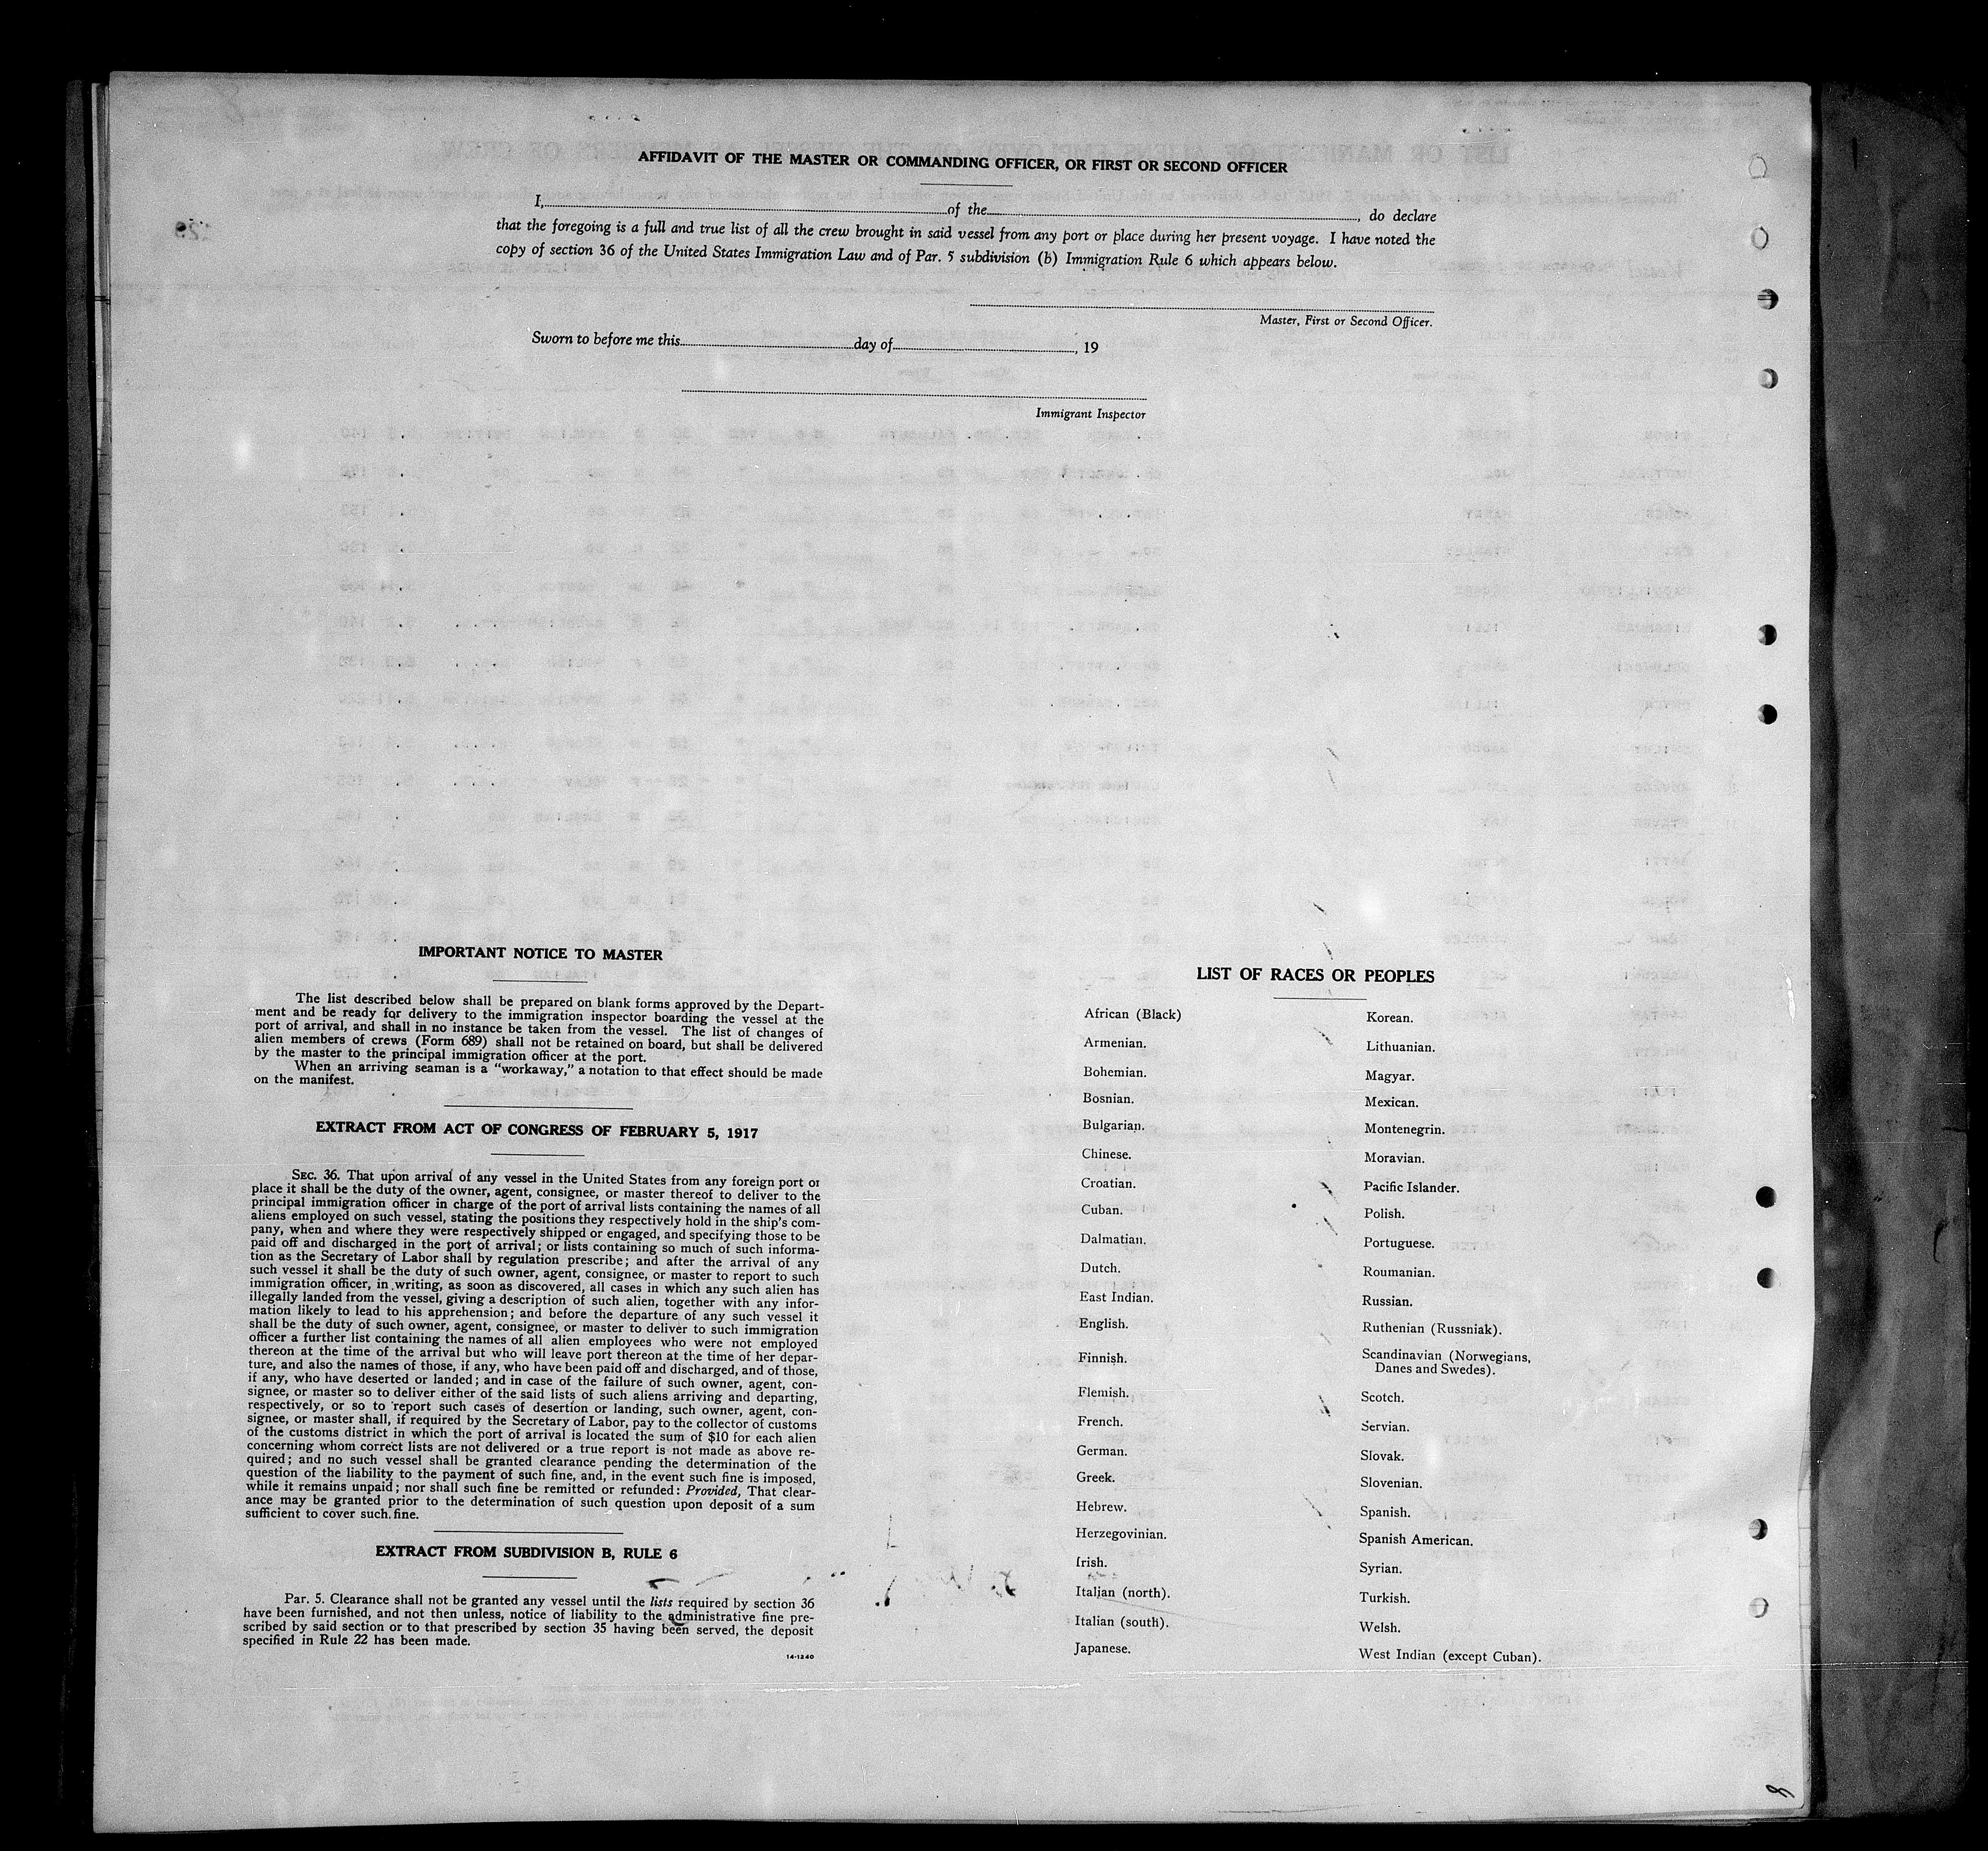 AFFIDAVIT OF THE MASTER OR COMMANDING OFFICER, OR FIRST OR SECOND OFFICER
I, of the , do declare
that the foregoing is a full and true list of all the crew brought in said vessel from any port or place during her present voyage. I have noted the
copy of section 36 of the United States Immigration Law and of Par. 5 subdivision (b) Immigration Rule 6 which appears below.
Master, First or Second Officer.
Sworn to before me this day of , 19
Immigrant Inspector
IMPORTANT NOTICE TO MASTER
The list described below shall be prepared on blank forms approved by the Depart-
ment and be ready for delivery to the immigration inspector boarding the vessel at the
port of arrival, and shall in no instance be taken from the vessel. The list of changes of
alien members of crews (Form 689) shall not be retained on board, but shall be delivered
by the master to the principal immigration officer at the port.
When an arriving seaman is a "workaway," a notation to that effect should be made
on the manifest.
EXTRACT FROM ACT OF CONGRESS OF FEBRUARY 5, 1917
SEC. 36. That upon arrival of any vessel in the United States from any foreign port or
place it shall be the duty of the owner, agent, consignee, or master thereof to deliver to the
principal immigration officer in charge of the port of arrival lists containing the names of all
aliens employed on such vessel, stating the positions they respectively hold in the ship's com-
pany, when and where they were respectively shipped or engaged, and specifying those to be
paid off and discharged in the port of arrival; or lists containing so much of such informa-
tion as the Secretary of Labor shall by regulation prescribe; and after the arrival of any
such vessel it shall be the duty of such owner, agent, consignee, or master to report to such
immigration officer, in writing, as soon as discovered, all cases in which any such alien has
illegally landed from the vessel, giving a description of such alien, together with any infor-
mation likely to lead to his apprehension; and before the departure of any such vessel it
shall be the duty of such owner, agent, consignee, or master to deliver to such immigration
officer a further list containing the names of all alien employees who were not employed
thereon at the time of the arrival but who will leave port thereon at the time of her depar-
ture, and also the names of those, if any, who have been paid off and discharged, and of those,
if any, who have deserted or landed; and in case of the failure of such owner, agent, con-
signee, or master so to deliver either of the said lists of such aliens arriving and departing,
respectively, or so to report such cases of desertion or landing, such owner, agent, con-
signee, or master shall, if required by the Secretary of Labor, pay to the collector of customs
of the customs district in which the port of arrival is located the sum of $10 for each alien
concerning whom correct lists are not delivered or a true report is not made as above re-
quired; and no such vessel shall be granted clearance pending the determination of the
question of the liability to the payment of such fine, and, in the event such fine is imposed,
while it remains unpaid; nor shall such fine be remitted or refunded: Provided, That clear-
ance may be granted prior to the determination of such question upon deposit of a sum
sufficient to cover such fine.
EXTRACT FROM SUBDIVISION B, RULE 6
Par. 5. Clearance shall not be granted any vessel until the lists required by section 36
have been furnished, and not then unless, notice of liability to the administrative fine pre-
scribed by said section or to that prescribed by section 35 having been served, the deposit
specified in Rule 22 has been made.
14-1240
LIST OF RACES OR PEOPLES
African (Black)
Armenian.
Bohemian.
Bosnian.
Bulgarian.
Chinese.
Croatian.
Cuban.
Dalmatian.
Dutch.
East Indian.
English.
Finnish.
Flemish.
French.
German.
Greek.
Hebrew.
Herzegovinian.
Irish.
Italian (north).
Italian (south).
Japanese.
Korean.
Lithuanian.
Magyar.
Mexican.
Montenegrin.
Moravian.
Pacific Islander.
Polish.
Portuguese.
Roumanian.
Russian.
Ruthenian (Russniak).
Scandinavian (Norwegians,
Danes and Swedes).
Scotch.
Servian.
Slovak.
Slovenian.
Spanish.
Spanish American.
Syrian.
Turkish.
Welsh.
West Indian (except Cuban).